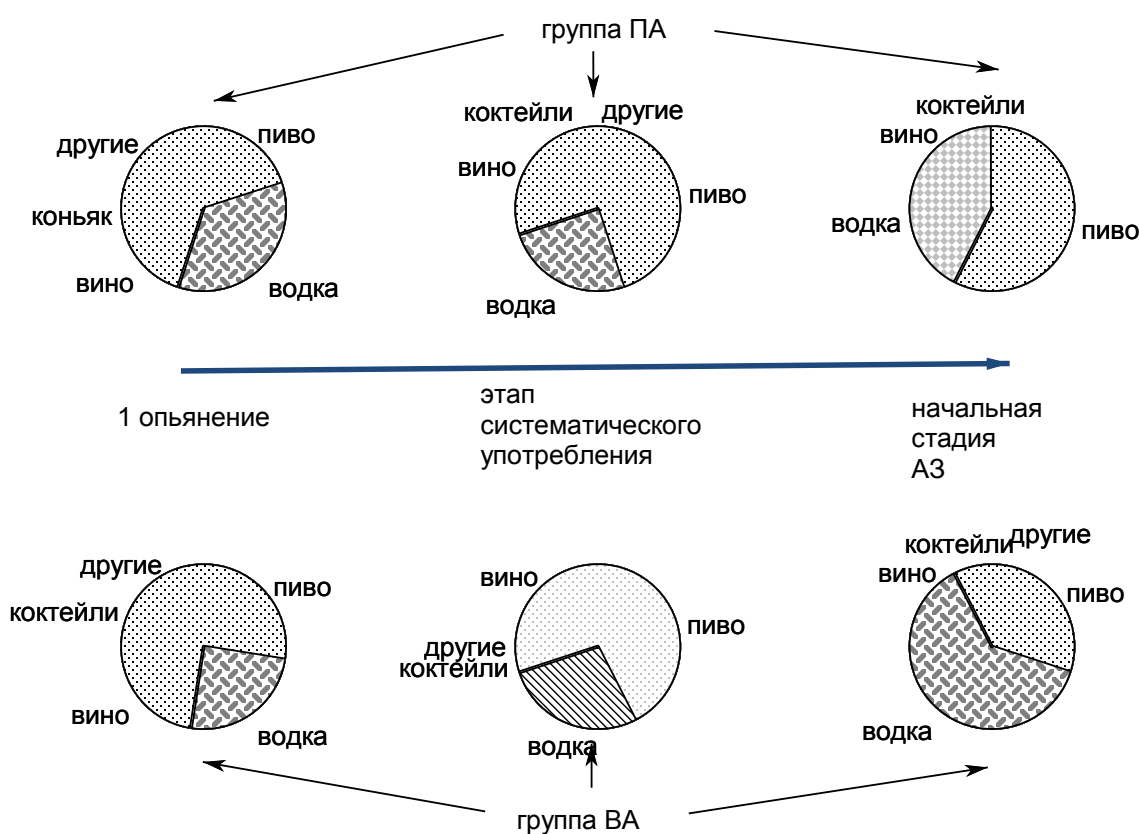 группа ПА
другие
пиво
коньяк
вино
водка
коктейли
другие
вино
пиво
водка
коктейли
вино
водка
пиво
1 опьянение
этап
систематического
употребления
начальная
стадия
АЗ
другие
пиво
коктейли
вино
водка
вино
пиво
другие
коктейли
водка
коктейли
другие
вино
пиво
водка
группа ВА